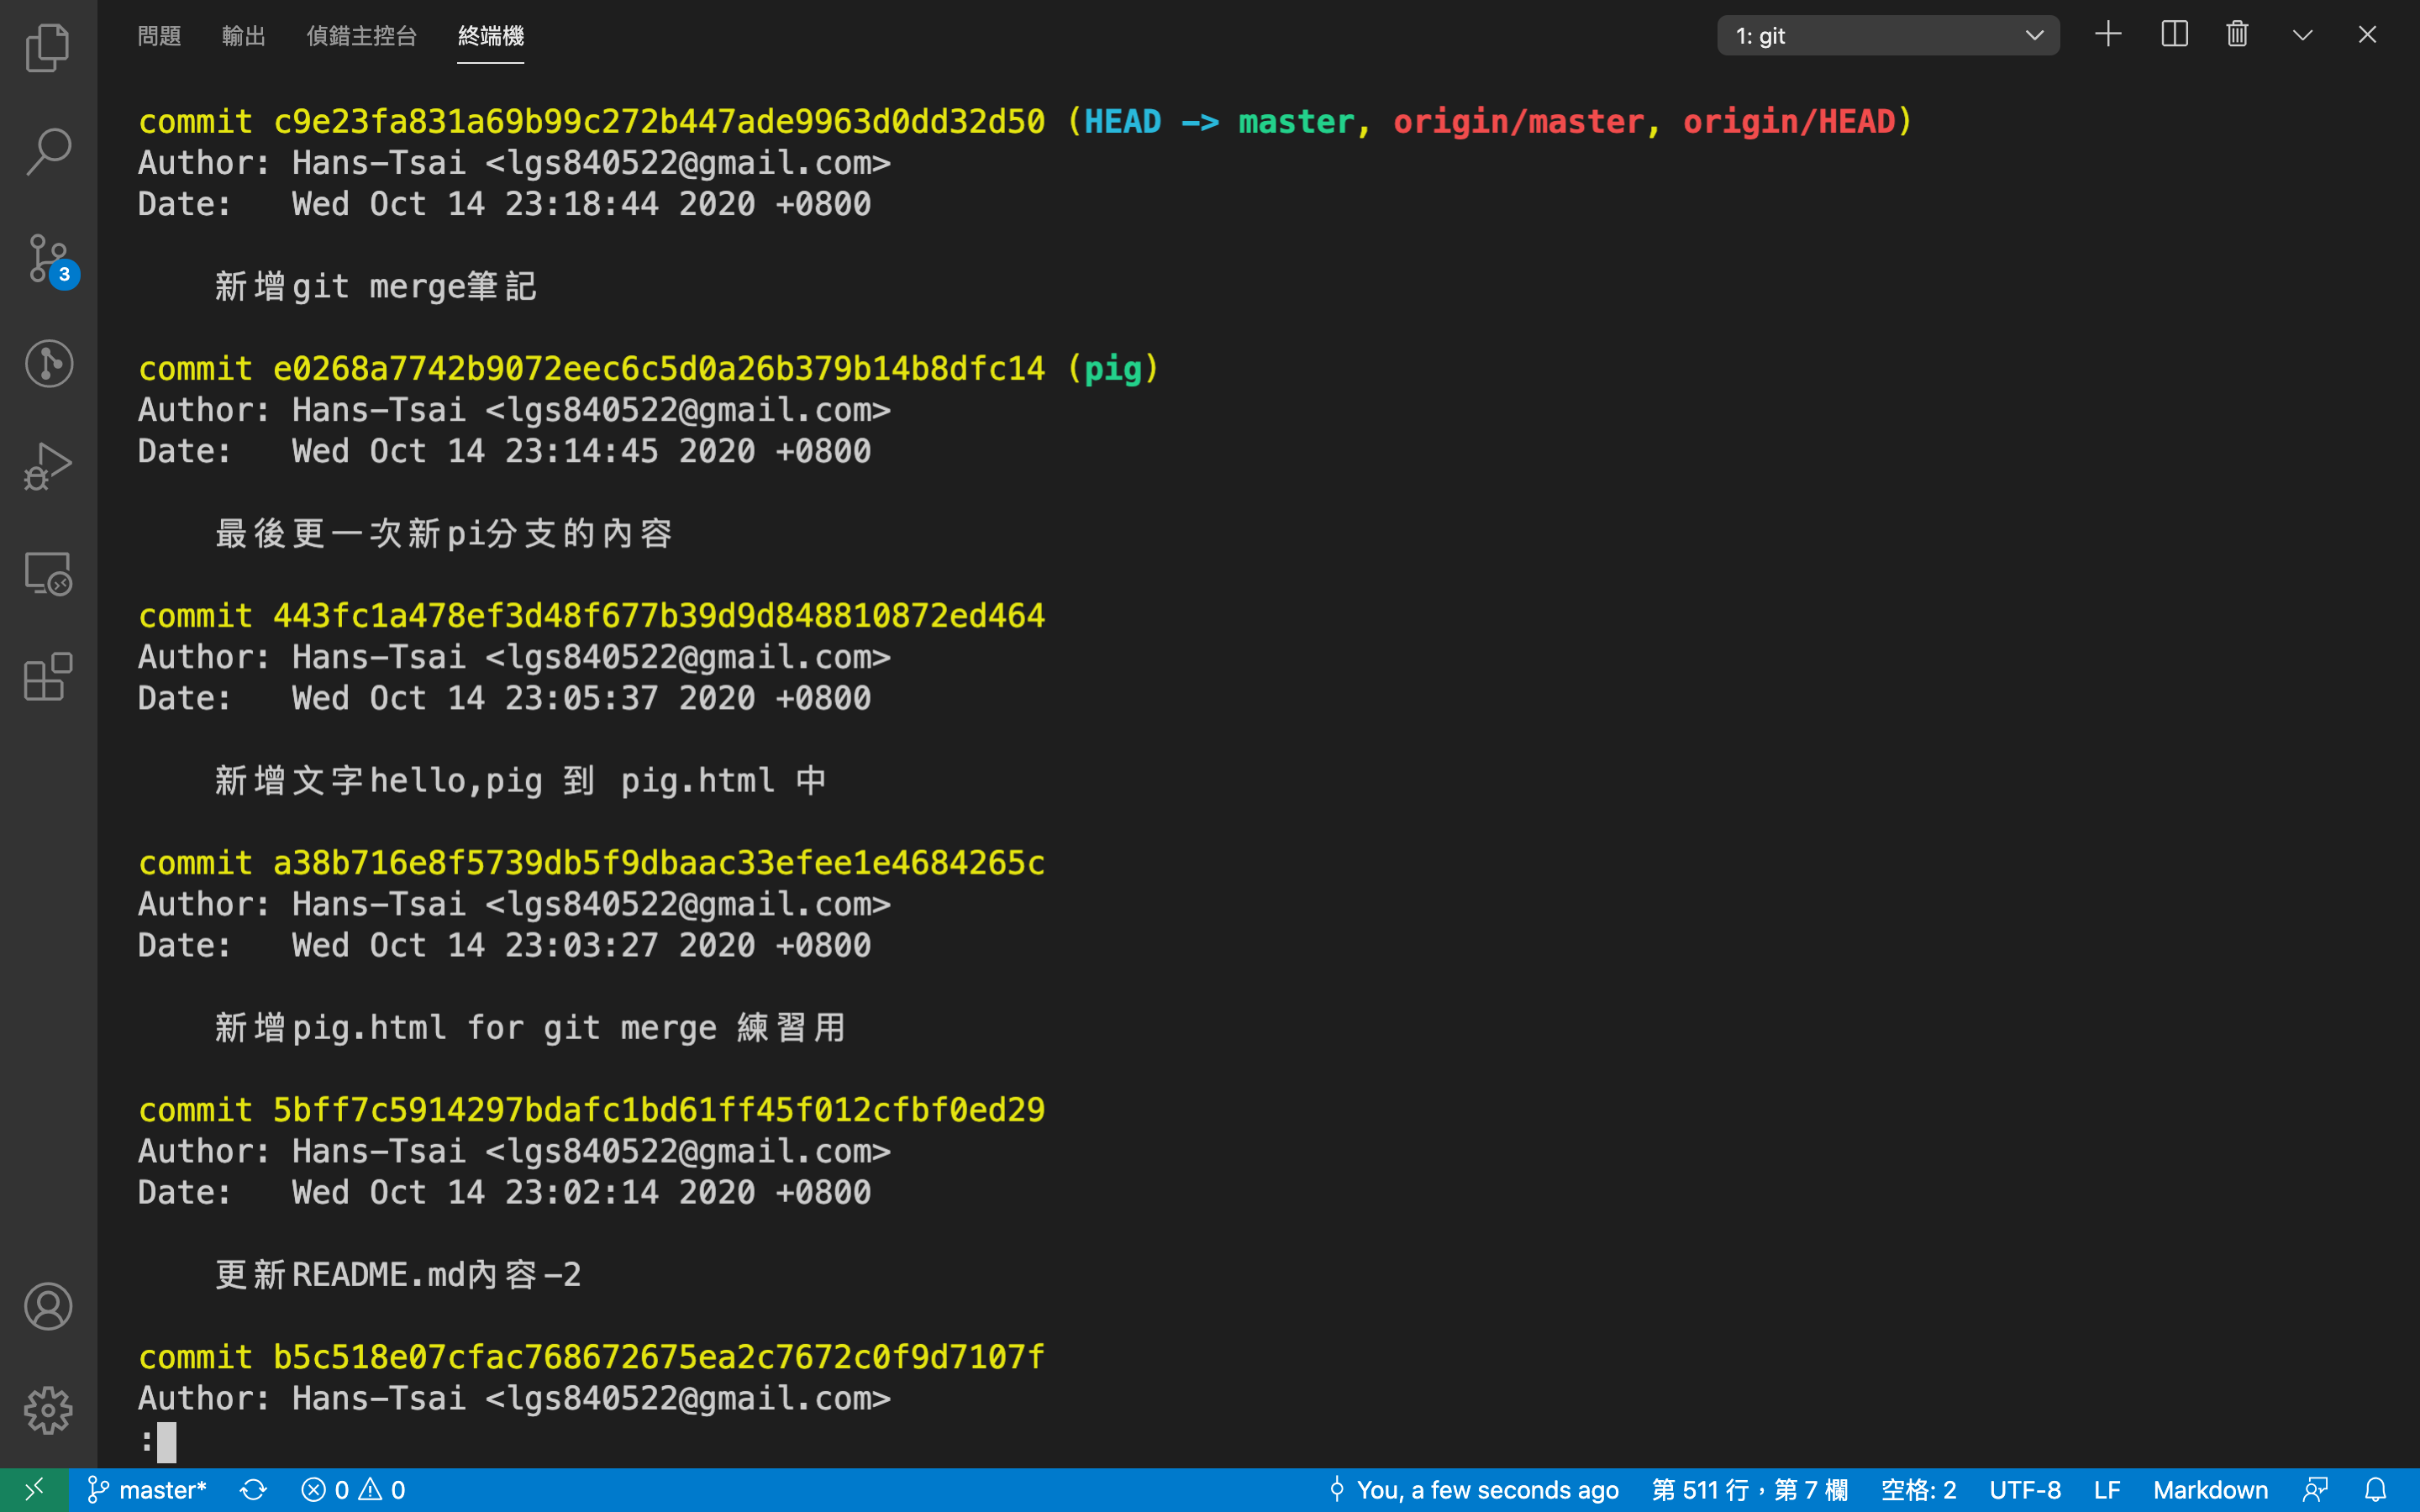 問題 輸出 偵錯主控台 終端機 1: git
commit c9e23fa831a69b99c272b447ade9963d0dd32d50 (HEAD -> master, origin/master, origin/HEAD)
Author: Hans-Tsai <lgs840522@gmail.com>
Date:   Wed Oct 14 23:18:44 2020 +0800
新增git merge筆記
commit e0268a7742b9072eec6c5d0a26b379b14b8dfc14 (pig)
Author: Hans-Tsai <lgs840522@gmail.com>
Date:   Wed Oct 14 23:14:45 2020 +0800
最後更一次新pi分支的內容
commit 443fc1a478ef3d48f677b39d9d848810872ed464
Author: Hans-Tsai <lgs840522@gmail.com>
Date:   Wed Oct 14 23:05:37 2020 +0800
新增文字hello,pig 到 pig.html 中
commit a38b716e8f5739db5f9dbaac33efee1e4684265c
Author: Hans-Tsai <lgs840522@gmail.com>
Date:   Wed Oct 14 23:03:27 2020 +0800
新增pig.html for git merge 練習用
commit 5bff7c5914297bdafc1bd61ff45f012cfbf0ed29
Author: Hans-Tsai <lgs840522@gmail.com>
Date:   Wed Oct 14 23:02:14 2020 +0800
更新README.md內容-2
commit b5c518e07cfac768672675ea2c7672c0f9d7107f
Author: Hans-Tsai <lgs840522@gmail.com>
:
3
master* 0 0 You, a few seconds ago 第 511 行，第 7 欄 空格: 2 UTF-8 LF Markdown